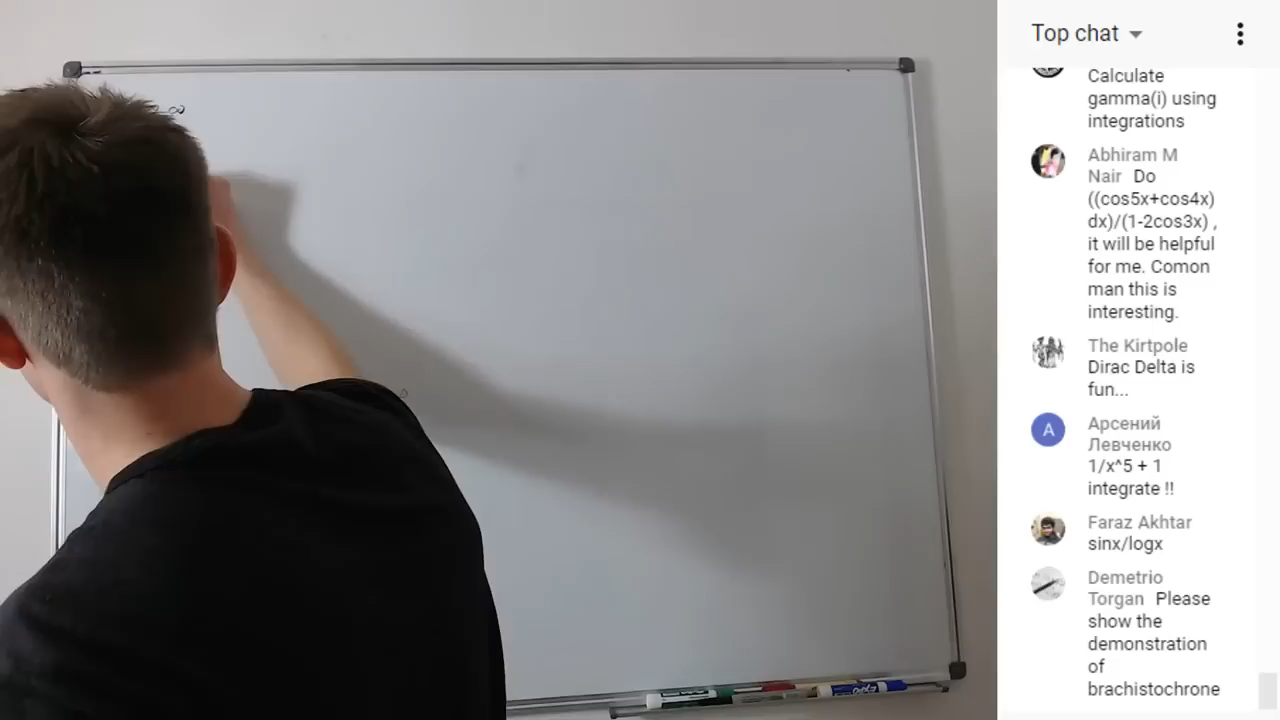 ∞
Top chat
Calculate
gamma(i) using
integrations
Abhiram M
Nair Do
((cos5x+cos4x)
dx)/(1-2cos3x) ,
it will be helpful
for me. Comon
man this is
interesting.
The Kirtpole
Dirac Delta is
fun...
А
Арсений
Левченко
1/x^5 + 1
integrate !!
Faraz Akhtar
sinx/logx
Demetrio
Torgan Please
show the
demonstration
of
brachistochrone